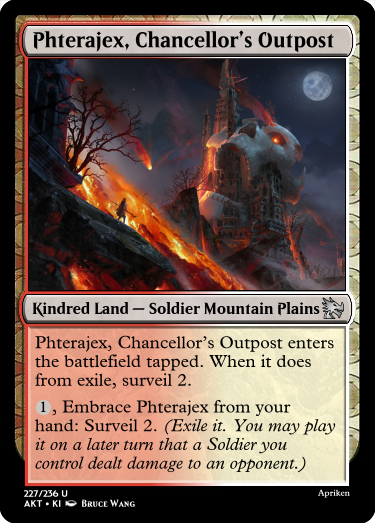 Phterajex, Chancellor's Outpost
Kindred Land — Soldier Mountain Plains
Phterajex, Chancellor's Outpost enters
the battlefield tapped. When it does
from exile, surveil 2.
1, Embrace Phterajex from your
hand: Surveil 2. (Exile it. You may play
it on a later turn that a Soldier you
control dealt damage to an opponent.)
227/236 U
Apriken
AKT • KI Bruce Wang